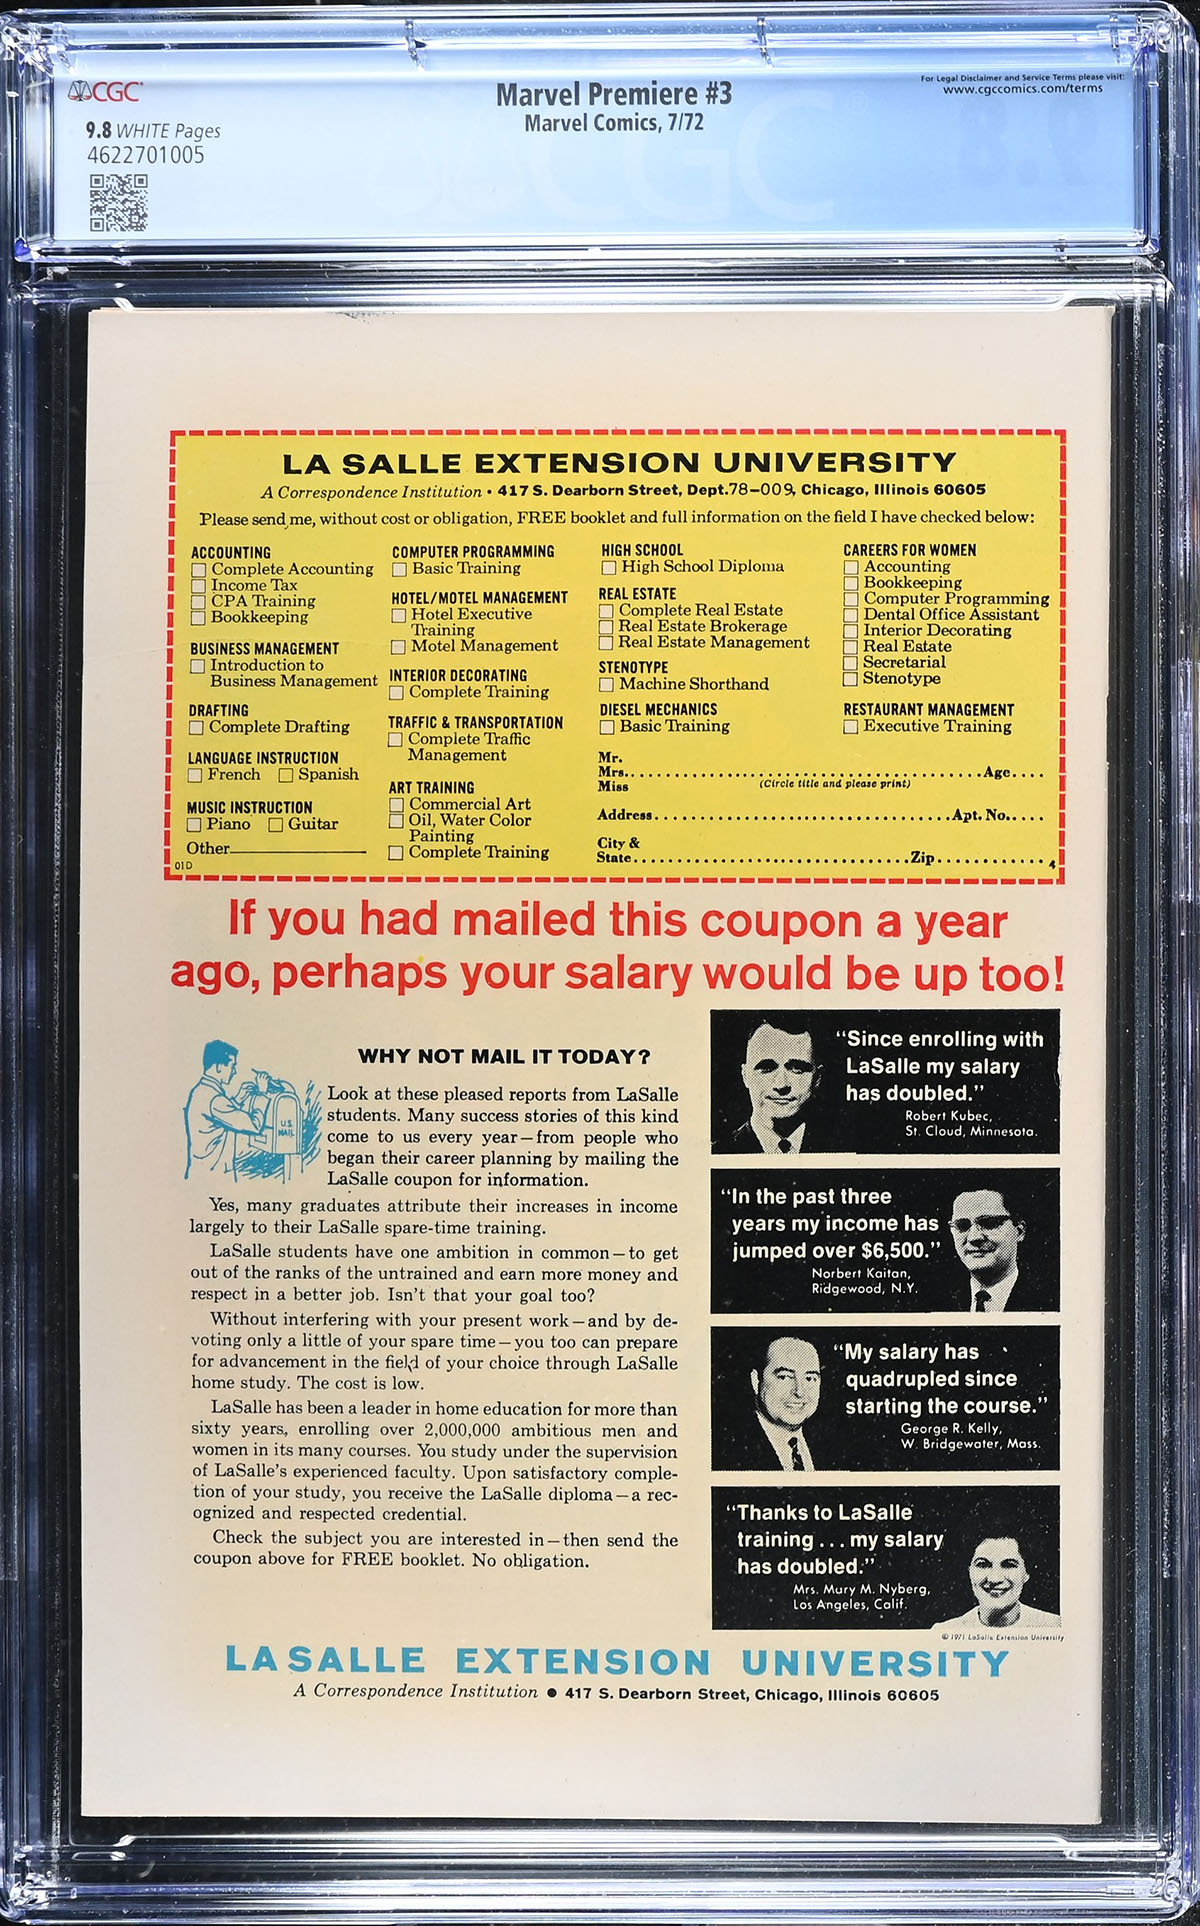 CGC
9.8 WHITE Pages
4622701005
Marvel Premiere #3
Marvel Comics, 7/72
For Legal Disclaimer and Service Terms please visit:
www.cgccomics.com/terms
CGC
LA SALLE EXTENSION UNIVERSITY
A Correspondence Institution • 417 S. Dearborn Street, Dept.78-009, Chicago, Illinois 60605
Please send me, without cost or obligation, FREE booklet and full information on the field I have checked below:
ACCOUNTING
Complete Accounting
Income Tax
CPA Training
Bookkeeping
BUSINESS MANAGEMENT
Introduction to
Business Management
DRAFTING
Complete Drafting
LANGUAGE INSTRUCTION
French Spanish
MUSIC INSTRUCTION
Piano Guitar
Other
01D
COMPUTER PROGRAMMING
Basic Training
HOTEL/MOTEL MANAGEMENT
Hotel Executive
Training
Motel Management
INTERIOR DECORATING
Complete Training
TRAFFIC & TRANSPORTATION
Complete Traffic
Management
ART TRAINING
Commercial Art
Oil, Water Color
Painting
Complete Training
HIGH SCHOOL
High School Diploma
REAL ESTATE
Complete Real Estate
Real Estate Brokerage
Real Estate Management
STENOTYPE
Machine Shorthand
DIESEL MECHANICS
Basic Training
CAREERS FOR WOMEN
Accounting
Bookkeeping
Computer Programming
Dental Office Assistant
Interior Decorating
Real Estate
Secretarial
Stenotype
RESTAURANT MANAGEMENT
Executive Training
Mr.
Mrs. Age
Miss (Circle title and please print)
Address Apt. No.
City &
State Zip
4
If you had mailed this coupon a year
ago, perhaps your salary would be up too!
U.S.
MAIL
WHY NOT MAIL IT TODAY?
Look at these pleased reports from LaSalle
students. Many success stories of this kind
come to us every year—from people who
began their career planning by mailing the
LaSalle coupon for information.
Yes, many graduates attribute their increases in income
largely to their LaSalle spare-time training.
LaSalle students have one ambition in common—to get
out of the ranks of the untrained and earn more money and
respect in a better job. Isn't that your goal too?
Without interfering with your present work—and by de-
voting only a little of your spare time—you too can prepare
for advancement in the field of your choice through LaSalle
home study. The cost is low.
LaSalle has been a leader in home education for more than
sixty years, enrolling over 2,000,000 ambitious men and
women in its many courses. You study under the supervision
of LaSalle's experienced faculty. Upon satisfactory comple-
tion of your study, you receive the LaSalle diploma—a rec-
ognized and respected credential.
Check the subject you are interested in—then send the
coupon above for FREE booklet. No obligation.
"Since enrolling with
LaSalle my salary
has doubled."
Robert Kubec,
St. Cloud, Minnesota.
"In the past three
years my income has
jumped over $6,500."
Norbert Kaitan,
Ridgewood, N.Y.
"My salary has
quadrupled since
starting the course."
George R. Kelly,
W. Bridgewater, Mass.
"Thanks to LaSalle
training . . . my salary
has doubled."
Mrs. Mary M. Nyberg,
Los Angeles, Calif.
© 1971 LaSalle Extension University
LASALLE EXTENSION UNIVERSITY
A Correspondence Institution • 417 S. Dearborn Street, Chicago, Illinois 60605